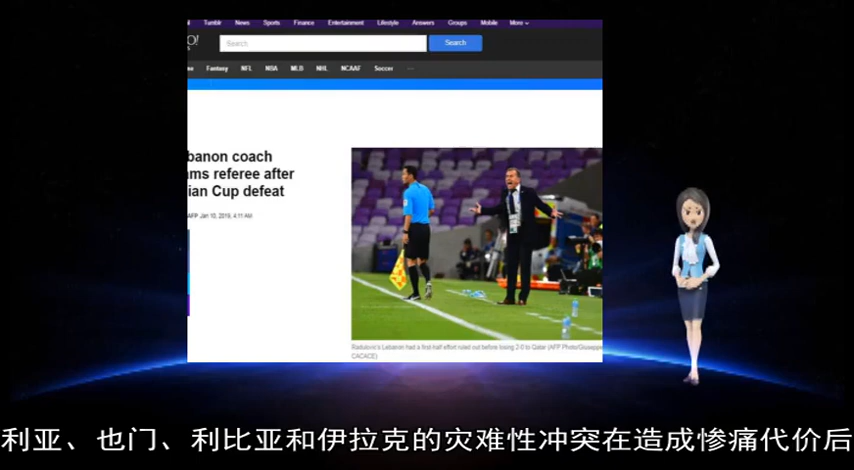 Tumblr News Sports Finance Entertainment Lifestyle Answers Groups Mobile More
Search Search
Fantasy NFL NBA MLB NHL NCAAF Soccer
banon coach
ms referee after
ian Cup defeat
AFP Jan 10, 2019, 4:11 AM
Radulovic's Lebanon had a first-half effort ruled out before losing 2-0 to Qatar (AFP Photo/Giuseppe
CACACE)
利亚、也门、利比亚和伊拉克的灾难性冲突在造成惨痛代价后